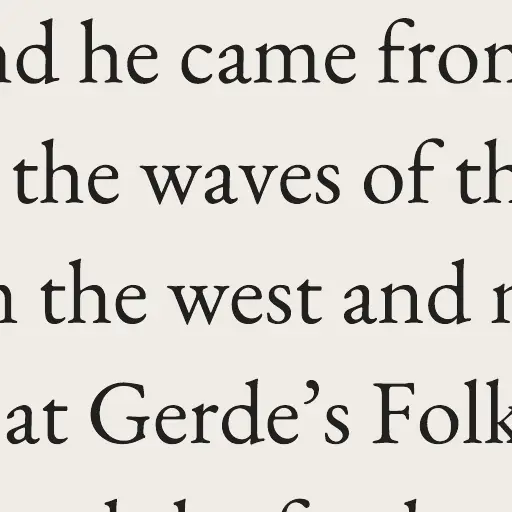 nd he came from
the waves of th
n the west and
at Gerde’s Folk